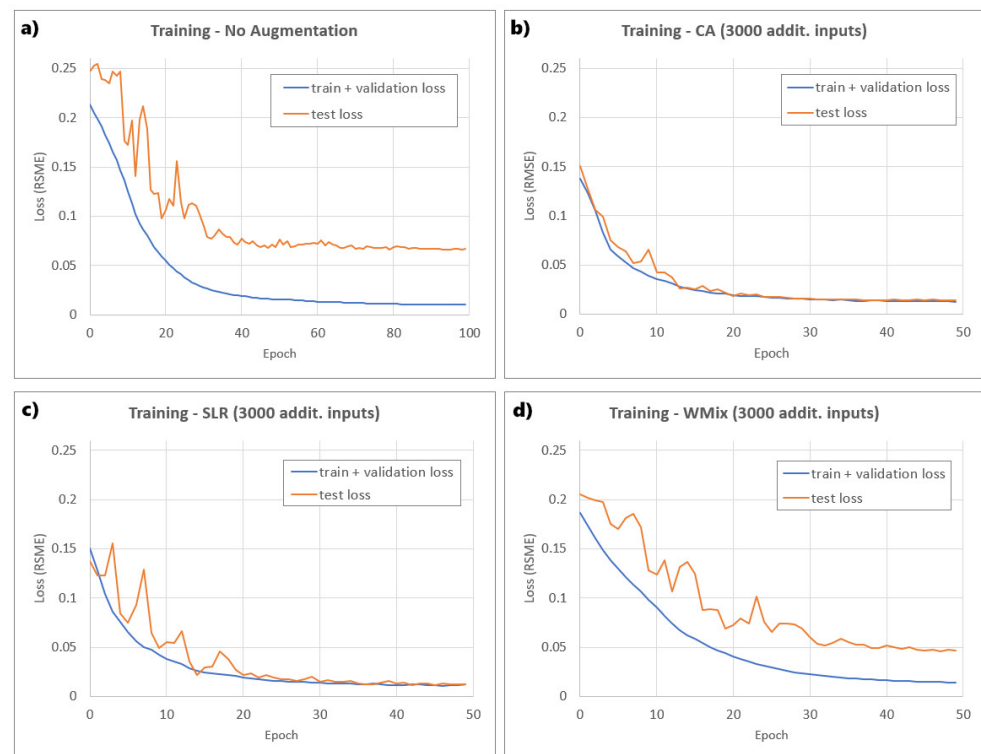 a)
Training - No Augmentation
0.25
0.2
0.15
0.1
0.05
0
Loss (RSME)
train + validation loss
test loss
0 20 40 60 80 100
Epoch
b)
Training - CA (3000 addit. inputs)
0.25
0.2
0.15
0.1
0.05
0
Loss (RMSE)
train + validation loss
test loss
0 10 20 30 40 50
Epoch
c)
Training - SLR (3000 addit. inputs)
0.25
0.2
0.15
0.1
0.05
0
Loss (RSME)
train + validation loss
test loss
0 10 20 30 40 50
Epoch
d)
Training - WMix (3000 addit. inputs)
0.25
0.2
0.15
0.1
0.05
0
Loss (RSME)
train + validation loss
test loss
0 10 20 30 40 50
Epoch